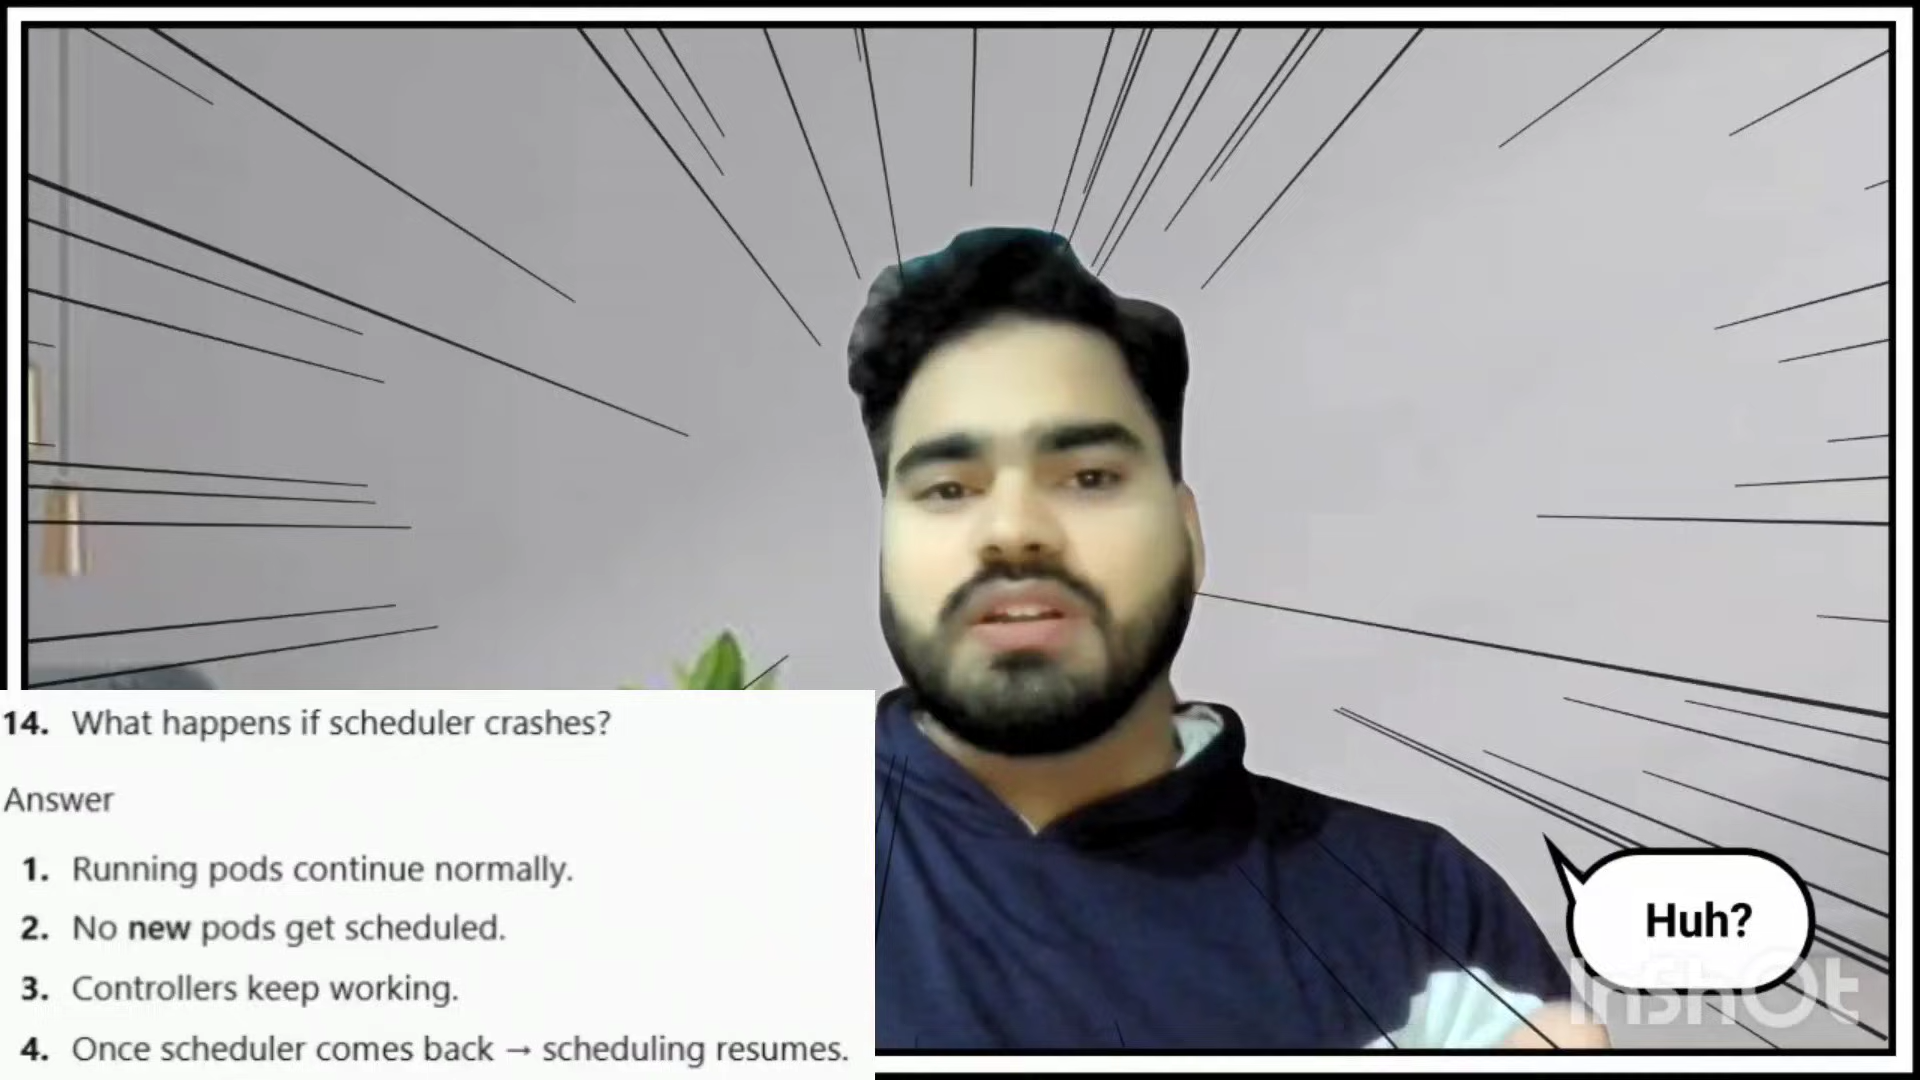 14. What happens if scheduler crashes?
Answer
1. Running pods continue normally.
2. No new pods get scheduled.
3. Controllers keep working.
4. Once scheduler comes back → scheduling resumes.
Huh?
InShOt